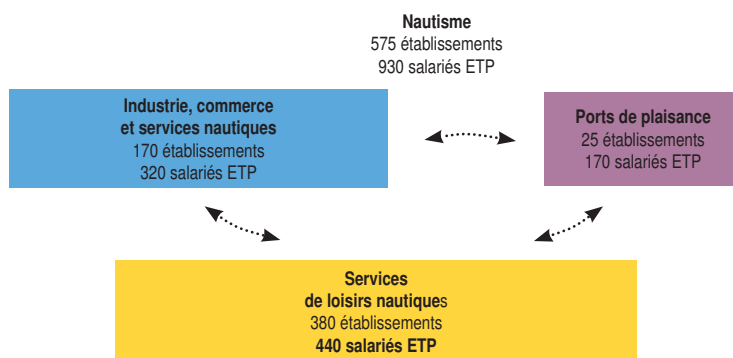 Nautisme
575 établissements
930 salariés ETP
Industrie, commerce
et services nautiques
170 établissements
320 salariés ETP
Ports de plaisance
25 établissements
170 salariés ETP
Services
de loisirs nautiques
380 établissements
440 salariés ETP